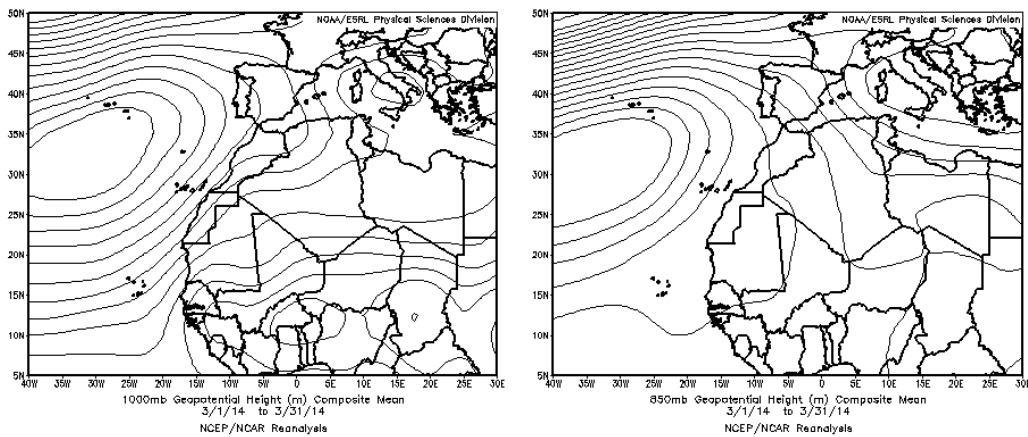 NOAA/ESRL Physical Sciences Division
50N
45N
40N
35N
30N
25N
20N
15N
10N
5N
40W 35W 30W 25W 20W 15W 10W 5W 0 5E 10E 15E 20E 25E 30E
1000mb Geopotential Height (m) Composite Mean
3/1/14 to 3/31/14
NCEP/NCAR Reanalysis
NOAA/ESRL Physical Sciences Division
50N
45N
40N
35N
30N
25N
20N
15N
10N
5N
40W 35W 30W 25W 20W 15W 10W 5W 0 5E 10E 15E 20E 25E 30E
850mb Geopotential Height (m) Composite Mean
3/1/14 to 3/31/14
NCEP/NCAR Reanalysis